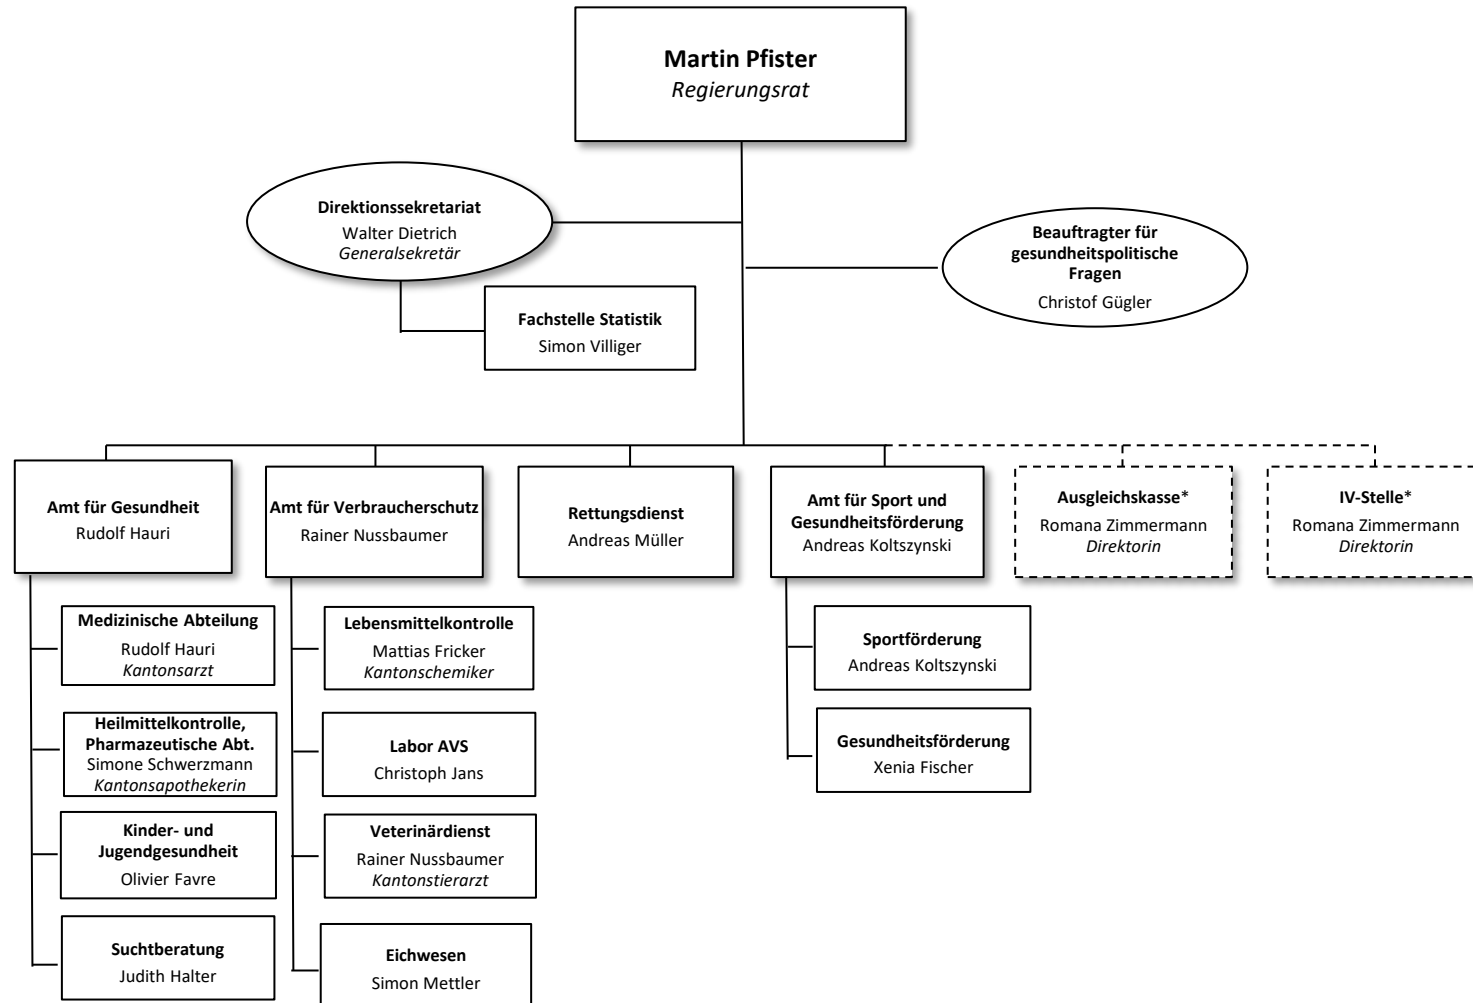 Martin Pfister
Regierungsrat
Direktionssekretariat
Walter Dietrich
Generalsekretär
Beauftragter für
gesundheitspolitische
Fragen
Christof Gügler
Fachstelle Statistik
Simon Villiger
Amt für Gesundheit
Rudolf Hauri
Amt für Verbraucherschutz
Rainer Nussbaumer
Rettungsdienst
Andreas Müller
Amt für Sport und
Gesundheitsförderung
Andreas Koltszynski
Ausgleichskasse*
Romana Zimmermann
Direktorin
IV-Stelle*
Romana Zimmermann
Direktorin
Medizinische Abteilung
Rudolf Hauri
Kantonsarzt
Heilmittelkontrolle,
Pharmazeutische Abt.
Simone Schwerzmann
Kantonsapothekerin
Kinder- und
Jugendgesundheit
Olivier Favre
Suchtberatung
Judith Halter
Lebensmittelkontrolle
Mattias Fricker
Kantonschemiker
Labor AVS
Christoph Jans
Veterinärdienst
Rainer Nussbaumer
Kantonstierarzt
Eichwesen
Simon Mettler
Sportförderung
Andreas Koltszynski
Gesundheitsförderung
Xenia Fischer